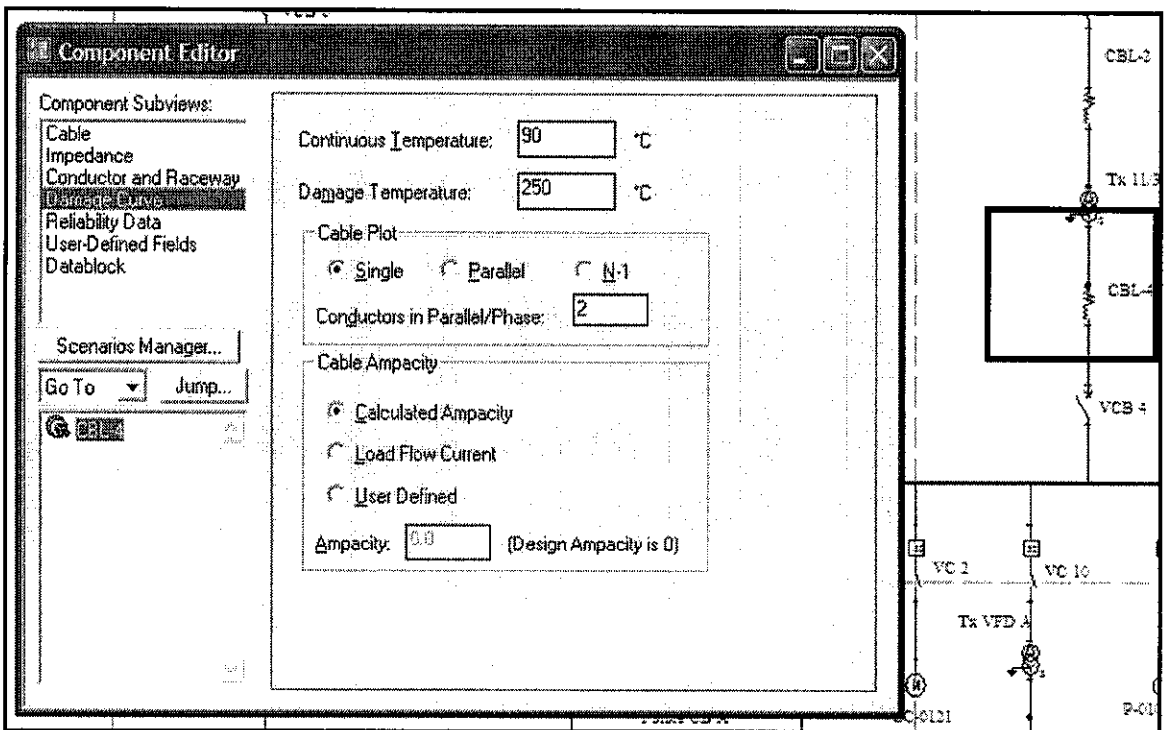 Component Editor
Component Subviews:
Cable
Impedance
Conductor and Raceway
Damage Curve
Reliability Data
User-Defined Fields
Datablock
Scenarios Manager...
Go To
Jump...
CBL-4
Continuous Temperature:
90
°C
Damage Temperature:
250
°C
Cable Plot
Single
Parallel
N-1
Conductors in Parallel/Phase:
2
Cable Ampacity
Calculated Ampacity
Load Flow Current
User Defined
Ampacity:
0.0
(Design Ampacity is 0)
CBL-2
Tx 11/3
CBL-4
VCB 4
VC 2
VC 10
Tx VFD A